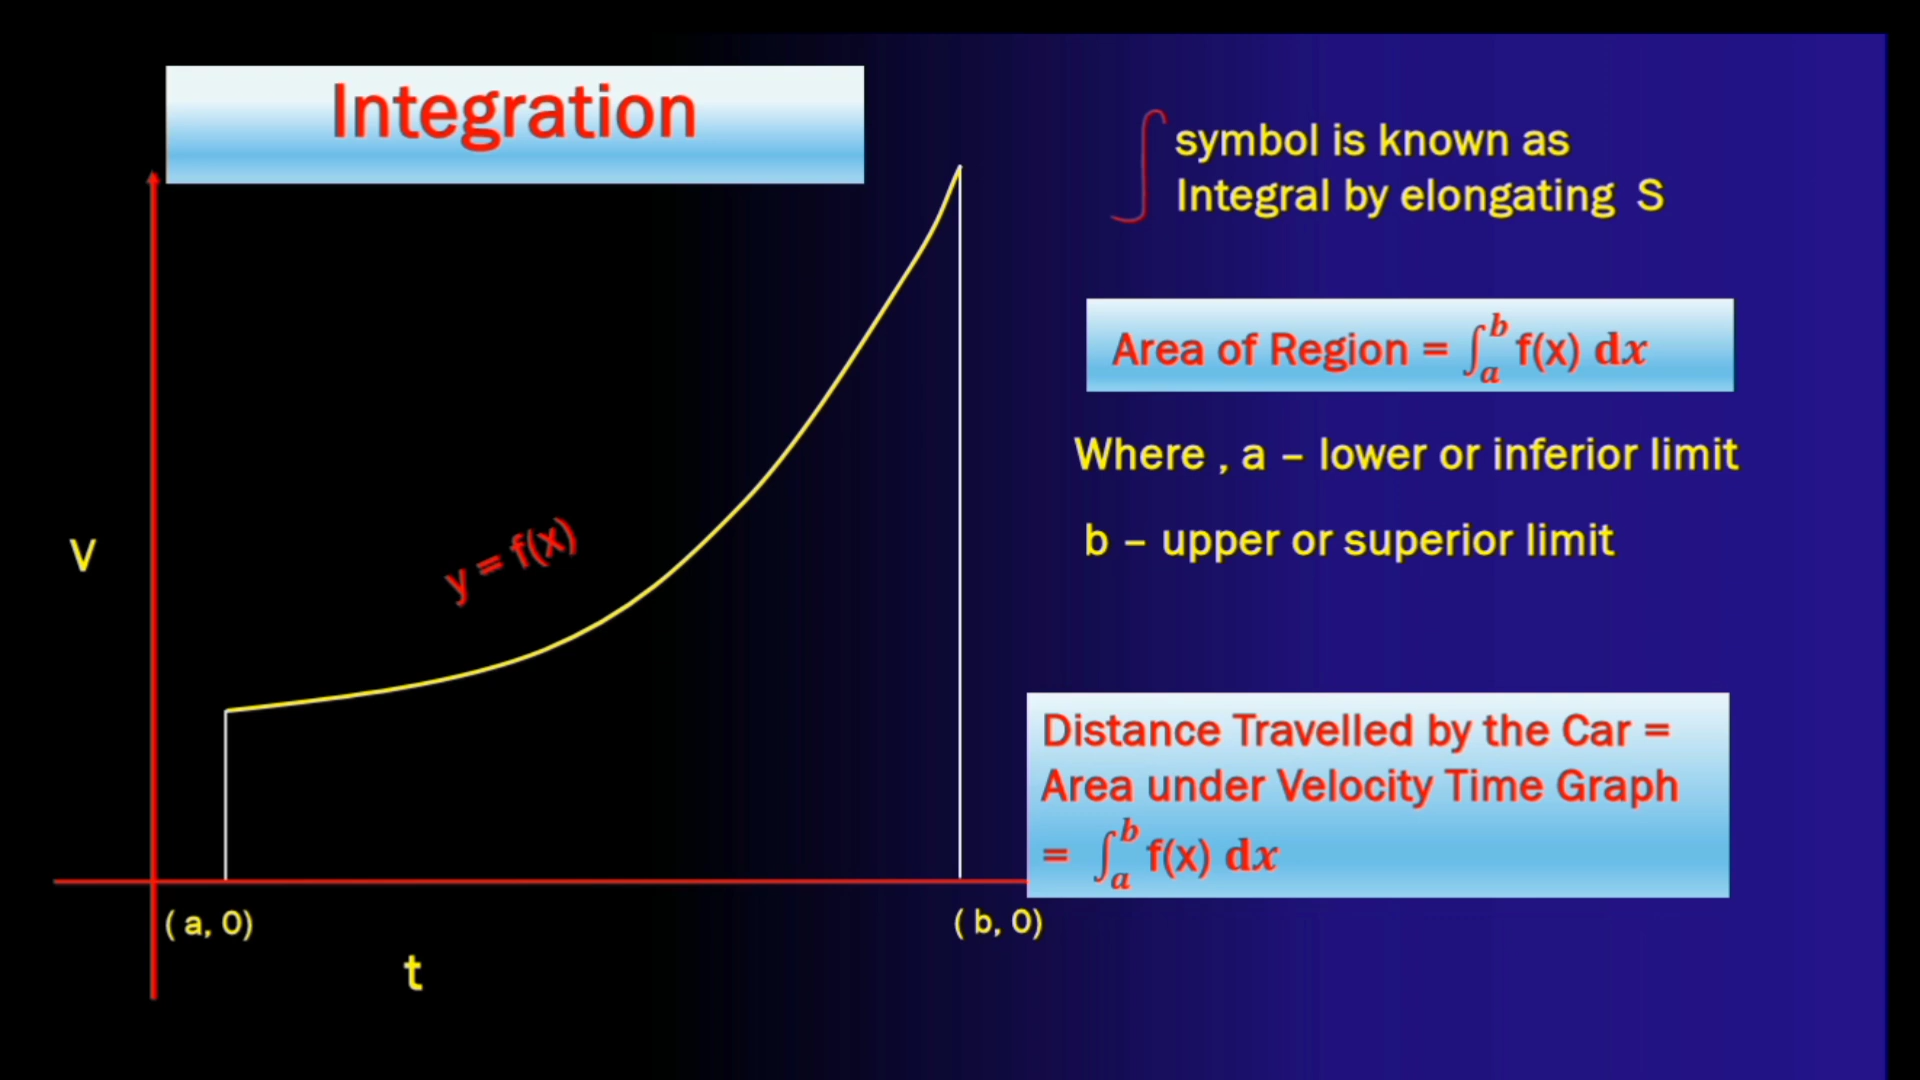 Integration
∫ symbol is known as
Integral by elongating S
Area of Region = ∫ₐᵇ f(x) dx
Where , a – lower or inferior limit
b – upper or superior limit
V
y = f(x)
Distance Travelled by the Car =
Area under Velocity Time Graph
= ∫ₐᵇ f(x) dx
( a, 0)
( b, 0)
t